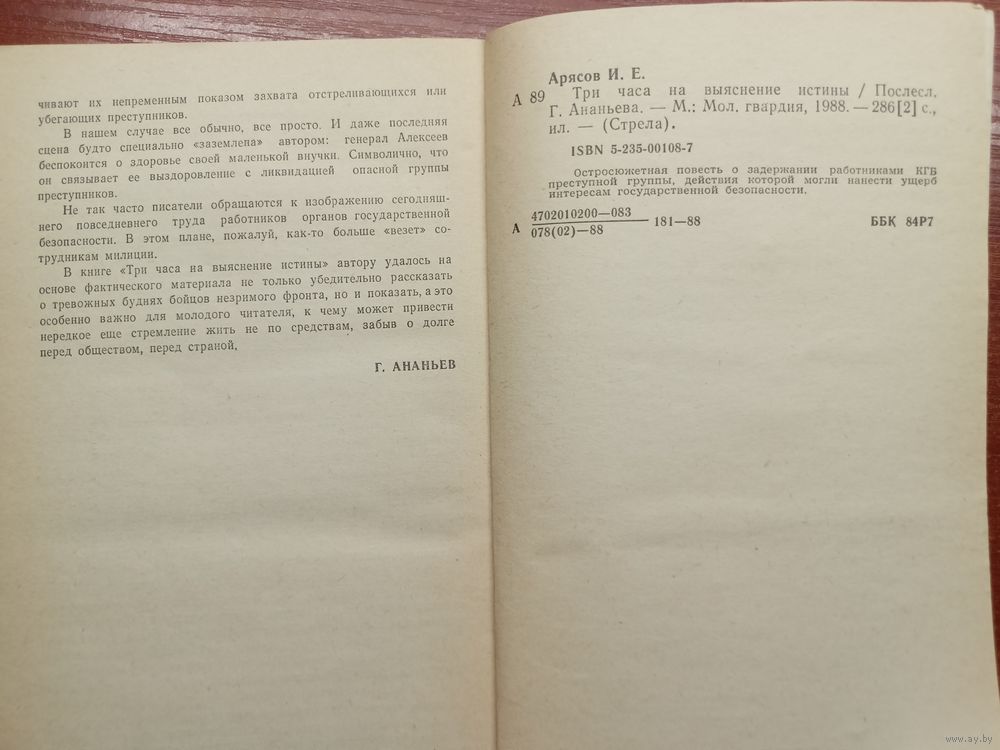 чивают их непременным показом захвата отстреливающихся или
убегающих преступников.
В нашем случае все обычно, все просто. И даже последняя
сцена будто специально «заземлена» автором: генерал Алексеев
беспокоится о здоровье своей маленькой внучки. Символично, что
он связывает ее выздоровление с ликвидацией опасной группы
преступников.
Не так часто писатели обращаются к изображению сегодняш-
него повседневного труда работников органов государственной
безопасности. В этом плане, пожалуй, как-то больше «везет» со-
трудникам милиции.
В книге «Три часа на выяснение истины» автору удалось на
основе фактического материала не только убедительно рассказать
о тревожных буднях бойцов незримого фронта, но и показать, а это
особенно важно для молодого читателя, к чему может привести
нередкое еще стремление жить не по средствам, забыв о долге
перед обществом, перед страной.
Г. АНАНЬЕВ
Арясов И. Е.
А 89 Три часа на выяснение истины / Послесл.
Г. Ананьева. — М.: Мол. гвардия, 1988. — 286[2] с.,
ил. — (Стрела).
ISBN 5-235-00108-7
Остросюжетная повесть о задержании работниками КГБ
преступной группы, действия которой могли нанести ущерб
интересам государственной безопасности.
А 4702010200—083 181—88 ББК 84Р7
078(02)—88
www.ay.by